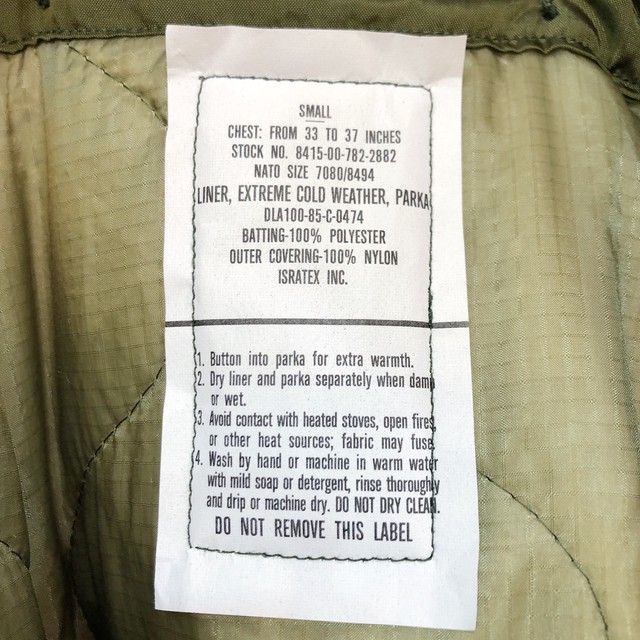 SMALL
CHEST: FROM 33 TO 37 INCHES
STOCK NO. 8415-00-782-2882
NATO SIZE 7080/8494
LINER, EXTREME COLD WEATHER, PARKA
DLA100-85-C-0474
BATTING-100% POLYESTER
OUTER COVERING-100% NYLON
ISRATEX INC.
1. Button into parka for extra warmth.
2. Dry liner and parka separately when damp
or wet.
3. Avoid contact with heated stoves, open fires,
or other heat sources; fabric may fuse.
4. Wash by hand or machine in warm water
with mild soap or detergent, rinse thoroughly
and drip or machine dry. DO NOT DRY CLEAN.
DO NOT REMOVE THIS LABEL